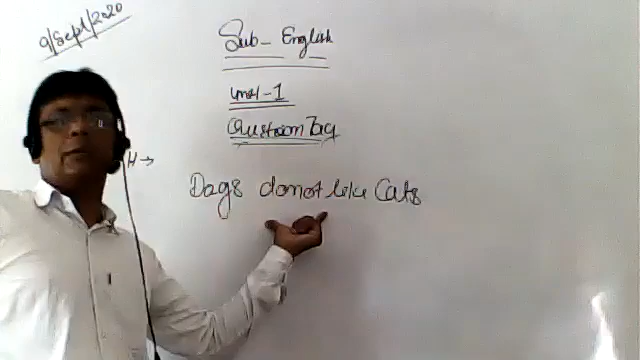 9/Sept/2020
Sub- English
Unit-1
Question Tag
H →
Dogs donot like Cats